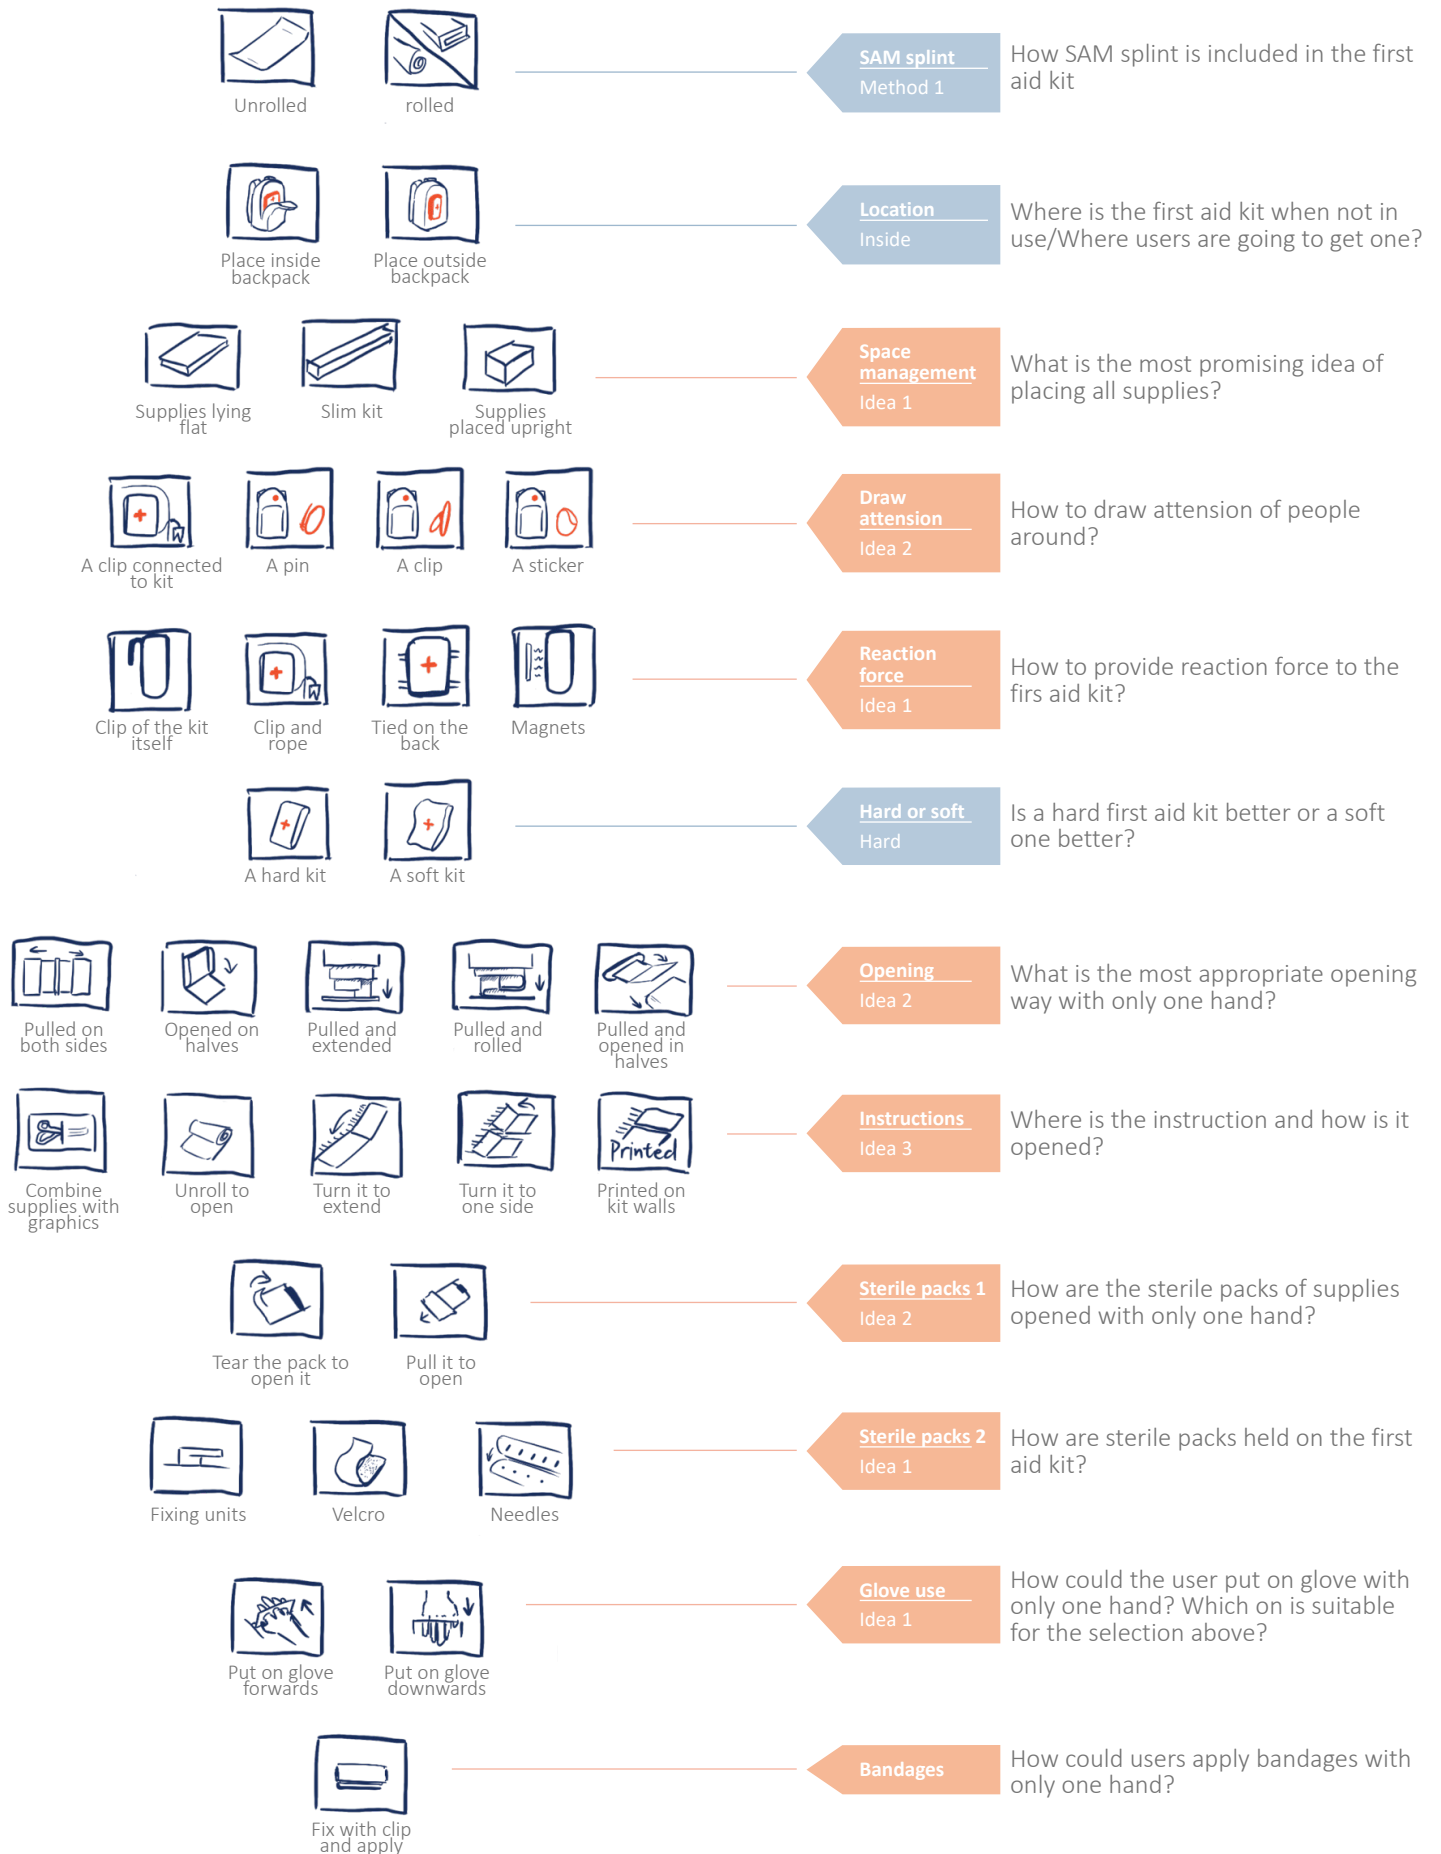 Unrolled
rolled
SAM splint
Method 1
How SAM splint is included in the first
aid kit
Place inside
backpack
Place outside
backpack
Location
Inside
Where is the first aid kit when not in
use/Where users are going to get one?
Supplies lying
flat
Slim kit
Supplies
placed upright
Space
management
Idea 1
What is the most promising idea of
placing all supplies?
A clip connected
to kit
A pin
A clip
A sticker
Draw
attension
Idea 2
How to draw attension of people
around?
Clip of the kit
itself
Clip and
rope
Tied on the
back
Magnets
Reaction
force
Idea 1
How to provide reaction force to the
firs aid kit?
A hard kit
A soft kit
Hard or soft
Hard
Is a hard first aid kit better or a soft
one better?
Pulled on
both sides
Opened on
halves
Pulled and
extended
Pulled and
rolled
Pulled and
opened in
halves
Opening
Idea 2
What is the most appropriate opening
way with only one hand?
Combine
supplies with
graphics
Unroll to
open
Turn it to
extend
Turn it to
one side
Printed
Printed on
kit walls
Instructions
Idea 3
Where is the instruction and how is it
opened?
Tear the pack to
open it
Pull it to
open
Sterile packs 1
Idea 2
How are the sterile packs of supplies
opened with only one hand?
Fixing units
Velcro
Needles
Sterile packs 2
Idea 1
How are sterile packs held on the first
aid kit?
Put on glove
forwards
Put on glove
downwards
Glove use
Idea 1
How could the user put on glove with
only one hand? Which on is suitable
for the selection above?
Fix with clip
and apply
Bandages
How could users apply bandages with
only one hand?